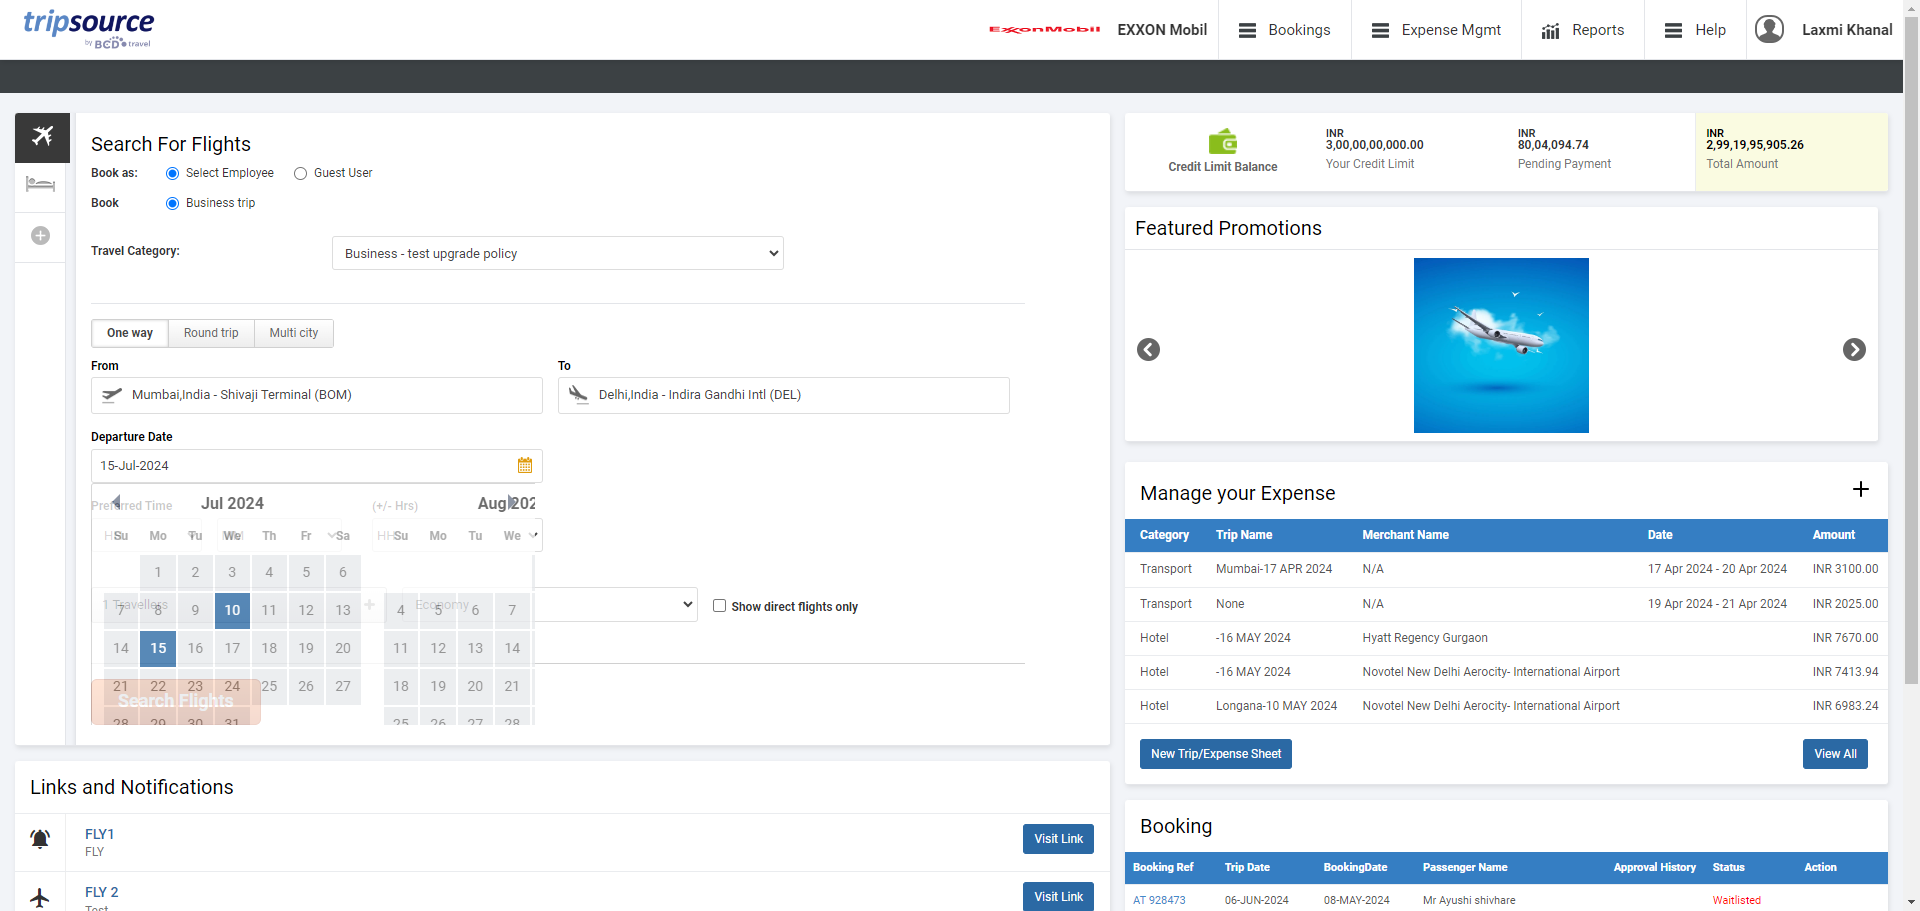 tripsource
by BCD travel
ExxonMobil EXXON Mobil Bookings Expense Mgmt Reports Help Laxmi Khanal
Search For Flights
Book as: Select Employee Guest User
Book Business trip
Travel Category: Business - test upgrade policy
One way Round trip Multi city
From To
Mumbai,India - Shivaji Terminal (BOM) Delhi,India - Indira Gandhi Intl (DEL)
Departure Date
15-Jul-2024
Preferred Time (+/- Hrs)
Jul 2024 Aug 202
Su Mo Tu We Th Fr Sa Su Mo Tu We
1 2 3 4 5 6
7 8 9 10 11 12 13 4 5 6 7
1 Travellers Economy Show direct flights only
14 15 16 17 18 19 20 11 12 13 14
21 22 23 24 25 26 27 18 19 20 21
Search Flights
28 29 30 31 25 26 27 28
Links and Notifications
FLY1
FLY
Visit Link
FLY 2
Test
Visit Link
Credit Limit Balance
INR
3,00,00,00,000.00
Your Credit Limit
INR
80,04,094.74
Pending Payment
INR
2,99,19,95,905.26
Total Amount
Featured Promotions
Manage your Expense
Category Trip Name Merchant Name Date Amount
Transport Mumbai-17 APR 2024 N/A 17 Apr 2024 - 20 Apr 2024 INR 3100.00
Transport None N/A 19 Apr 2024 - 21 Apr 2024 INR 2025.00
Hotel -16 MAY 2024 Hyatt Regency Gurgaon INR 7670.00
Hotel -16 MAY 2024 Novotel New Delhi Aerocity- International Airport INR 7413.94
Hotel Longana-10 MAY 2024 Novotel New Delhi Aerocity- International Airport INR 6983.24
New Trip/Expense Sheet View All
Booking
Booking Ref Trip Date BookingDate Passenger Name Approval History Status Action
AT 928473 06-JUN-2024 08-MAY-2024 Mr Ayushi shivhare Waitlisted